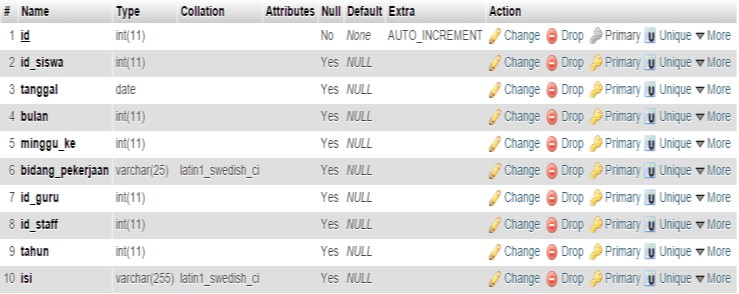 # Name Type Collation Attributes Null Default Extra Action
1 id int(11) No None AUTO_INCREMENT Change Drop Primary Unique More
2 id_siswa int(11) Yes NULL Change Drop Primary Unique More
3 tanggal date Yes NULL Change Drop Primary Unique More
4 bulan int(11) Yes NULL Change Drop Primary Unique More
5 minggu_ke int(11) Yes NULL Change Drop Primary Unique More
6 bidang_pekerjaan varchar(25) latin1_swedish_ci Yes NULL Change Drop Primary Unique More
7 id_guru int(11) Yes NULL Change Drop Primary Unique More
8 id_staff int(11) Yes NULL Change Drop Primary Unique More
9 tahun int(11) Yes NULL Change Drop Primary Unique More
10 isi varchar(255) latin1_swedish_ci Yes NULL Change Drop Primary Unique More